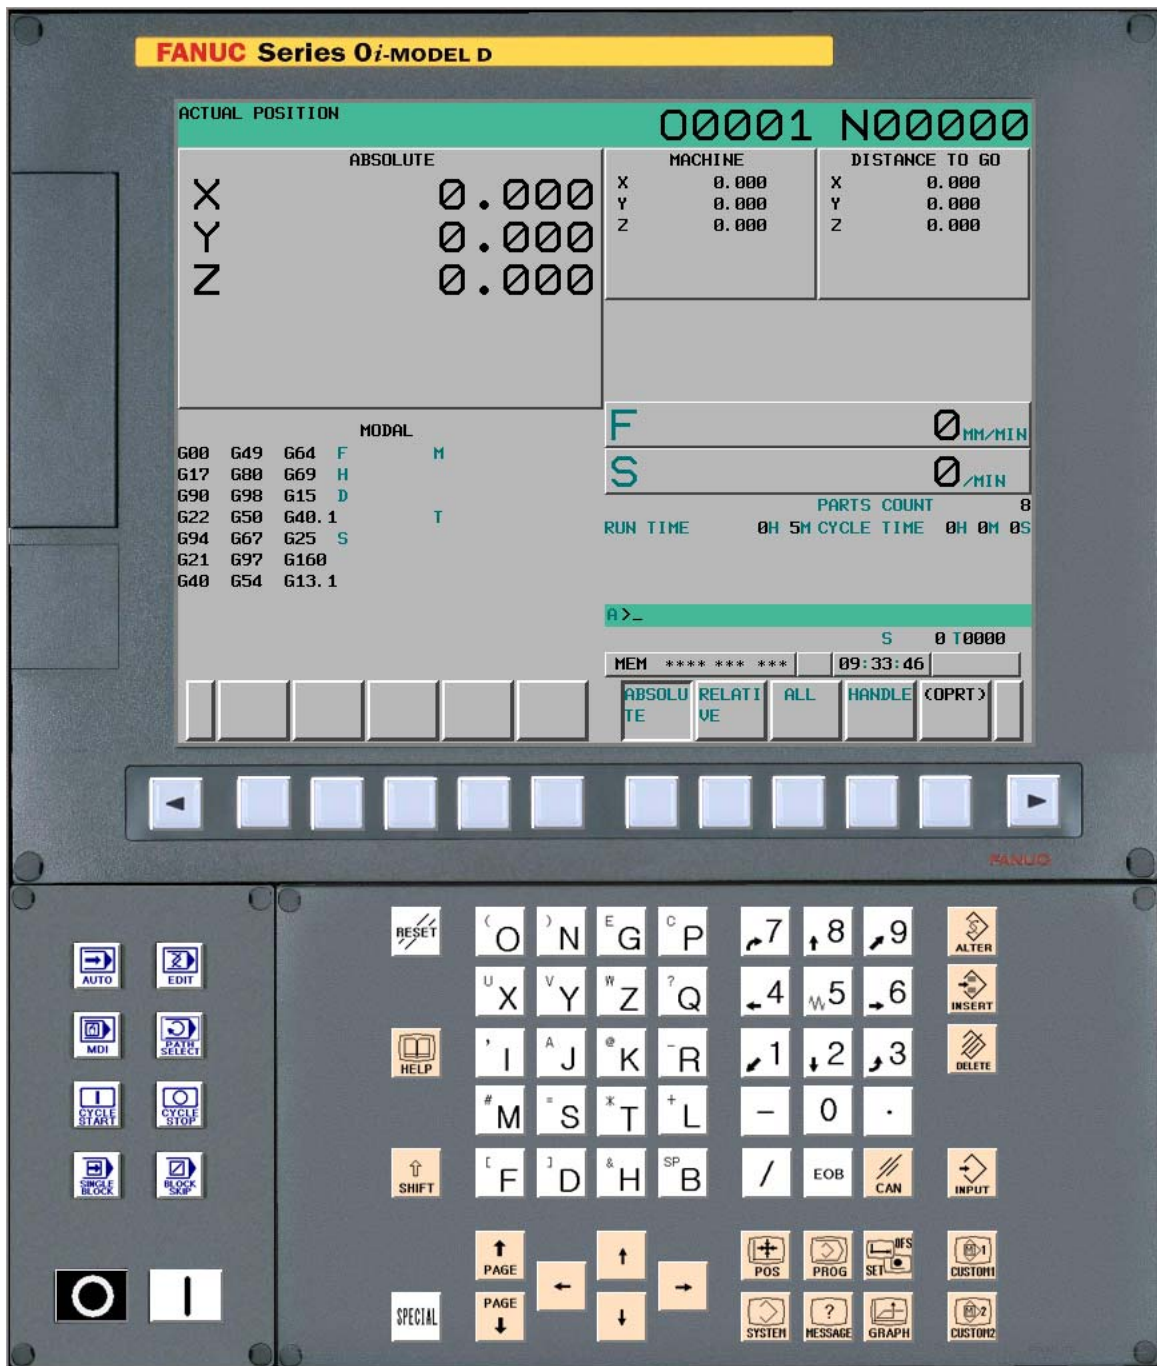 FANUC Series 0i-MODEL D
ACTUAL POSITION O0001 N00000
ABSOLUTE MACHINE DISTANCE TO GO
X 0.000 X 0.000 X 0.000
Y 0.000 Y 0.000 Y 0.000
Z 0.000 Z 0.000 Z 0.000
F 0 MM/MIN
S 0 /MIN
MODAL
G00 G49 G64 F M
G17 G80 G69 H
G90 G98 G15 D
G22 G50 G40.1 T
G94 G67 G25 S
G21 G97 G160
G40 G54 G13.1
PARTS COUNT 8
RUN TIME 0H 5M CYCLE TIME 0H 0M 0S
A>_
S 0 T0000
MEM **** *** *** 09:33:46
ABSOLUTE RELATIVE ALL HANDLE (OPRT)
FANUC
AUTO EDIT
MDI PATH SELECT
CYCLE START CYCLE STOP
SINGLE BLOCK BLOCK SKIP
RESET ( O ) N E G C P 7 8 9 ALTER
U X V Y W Z ? Q 4 5 6 INSERT
HELP , I A J @ K - R 1 2 3 DELETE
# M = S * T + L - 0 .
SHIFT [ F ] D & H SP B / EOB CAN INPUT
PAGE POS PROG OFS SET CUSTOM1
SPECIAL PAGE SYSTEM MESSAGE GRAPH CUSTOM2